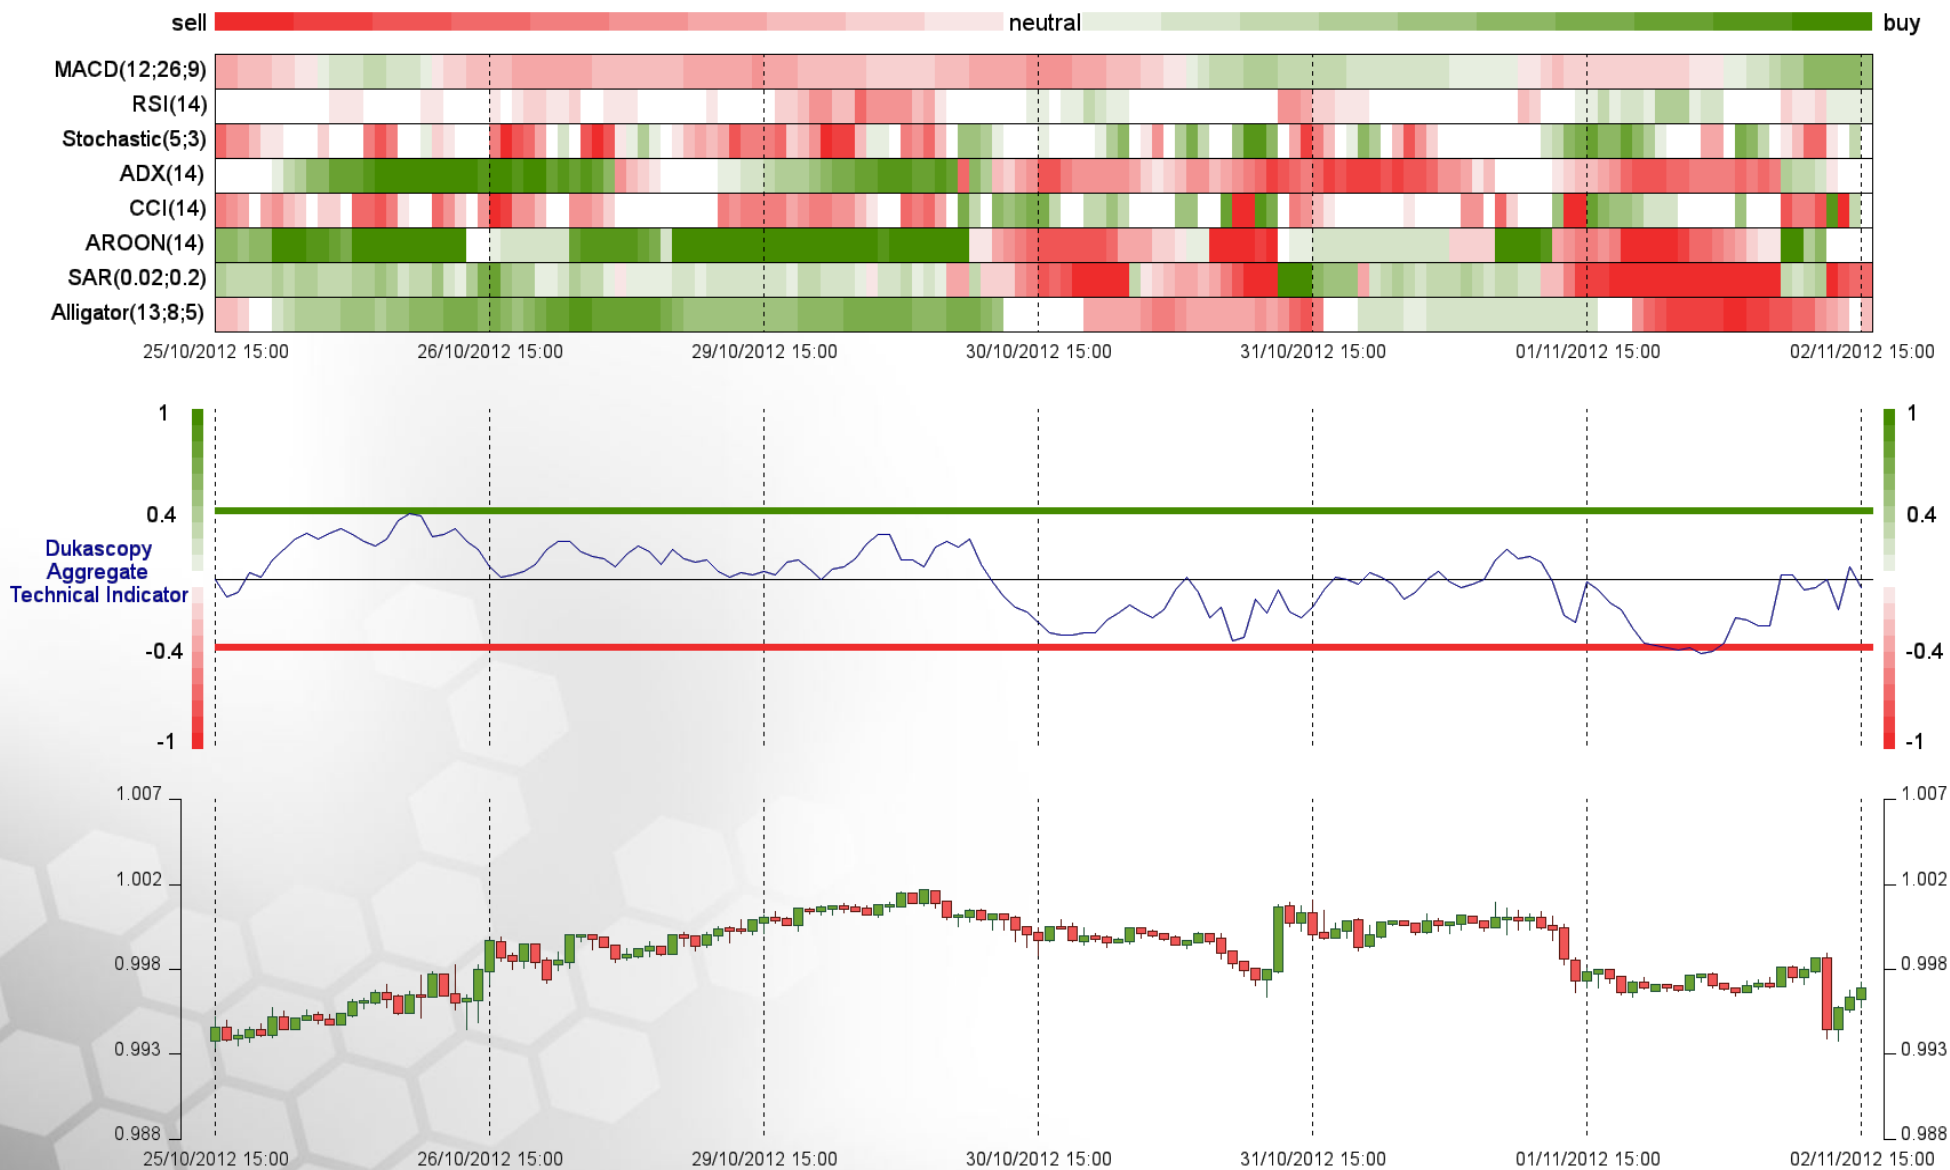 sell neutral buy
MACD(12;26;9)
RSI(14)
Stochastic(5;3)
ADX(14)
CCI(14)
AROON(14)
SAR(0.02;0.2)
Alligator(13;8;5)
25/10/2012 15:00 26/10/2012 15:00 29/10/2012 15:00 30/10/2012 15:00 31/10/2012 15:00 01/11/2012 15:00 02/11/2012 15:00
1 1
0.4 0.4
Dukascopy
Aggregate
Technical Indicator
-0.4 -0.4
-1 -1
1.007 1.007
1.002 1.002
0.998 0.998
0.993 0.993
0.988 0.988
25/10/2012 15:00 26/10/2012 15:00 29/10/2012 15:00 30/10/2012 15:00 31/10/2012 15:00 01/11/2012 15:00 02/11/2012 15:00